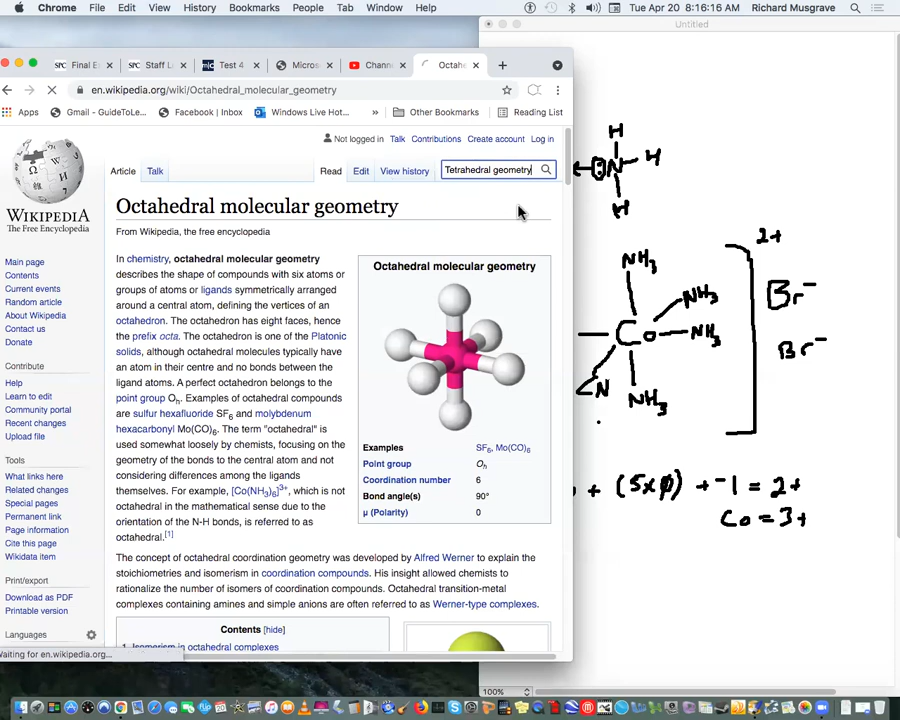 Chrome File Edit View History Bookmarks People Tab Window Help Tue Apr 20 8:16:16 AM Richard Musgrave
Untitled
Final E Staff L Test 4 Micros Chann Octahe
en.wikipedia.org/wiki/Octahedral_molecular_geometry
Apps Gmail - GuideToLe... Facebook | Inbox Windows Live Hot... » Other Bookmarks Reading List
Not logged in Talk Contributions Create account Log in
Article Talk Read Edit View history Tetrahedral geometry
WIKIPEDIA
The Free Encyclopedia
Main page
Contents
Current events
Random article
About Wikipedia
Contact us
Donate
Contribute
Help
Learn to edit
Community portal
Recent changes
Upload file
Tools
What links here
Related changes
Special pages
Permanent link
Page information
Cite this page
Wikidata item
Print/export
Download as PDF
Printable version
Languages
Waiting for en.wikipedia.org...
Octahedral molecular geometry
From Wikipedia, the free encyclopedia
In chemistry, octahedral molecular geometry
describes the shape of compounds with six atoms or
groups of atoms or ligands symmetrically arranged
around a central atom, defining the vertices of an
octahedron. The octahedron has eight faces, hence
the prefix octa. The octahedron is one of the Platonic
solids, although octahedral molecules typically have
an atom in their centre and no bonds between the
ligand atoms. A perfect octahedron belongs to the
point group Oh. Examples of octahedral compounds
are sulfur hexafluoride SF6 and molybdenum
hexacarbonyl Mo(CO)6. The term "octahedral" is
used somewhat loosely by chemists, focusing on the
geometry of the bonds to the central atom and not
considering differences among the ligands
themselves. For example, [Co(NH3)6]3+, which is not
octahedral in the mathematical sense due to the
orientation of the N-H bonds, is referred to as
octahedral.[1]
Octahedral molecular geometry
Examples SF6, Mo(CO)6
Point group Oh
Coordination number 6
Bond angle(s) 90°
μ (Polarity) 0
The concept of octahedral coordination geometry was developed by Alfred Werner to explain the
stoichiometries and isomerism in coordination compounds. His insight allowed chemists to
rationalize the number of isomers of coordination compounds. Octahedral transition-metal
complexes containing amines and simple anions are often referred to as Werner-type complexes.
Contents [hide]
1 Isomerism in octahedral complexes
H
N H
H
2+
NH3
NH3
Co NH3
N
NH3
Br-
Br-
+ (5x0) + -1 = 2+
Co = 3+
100%